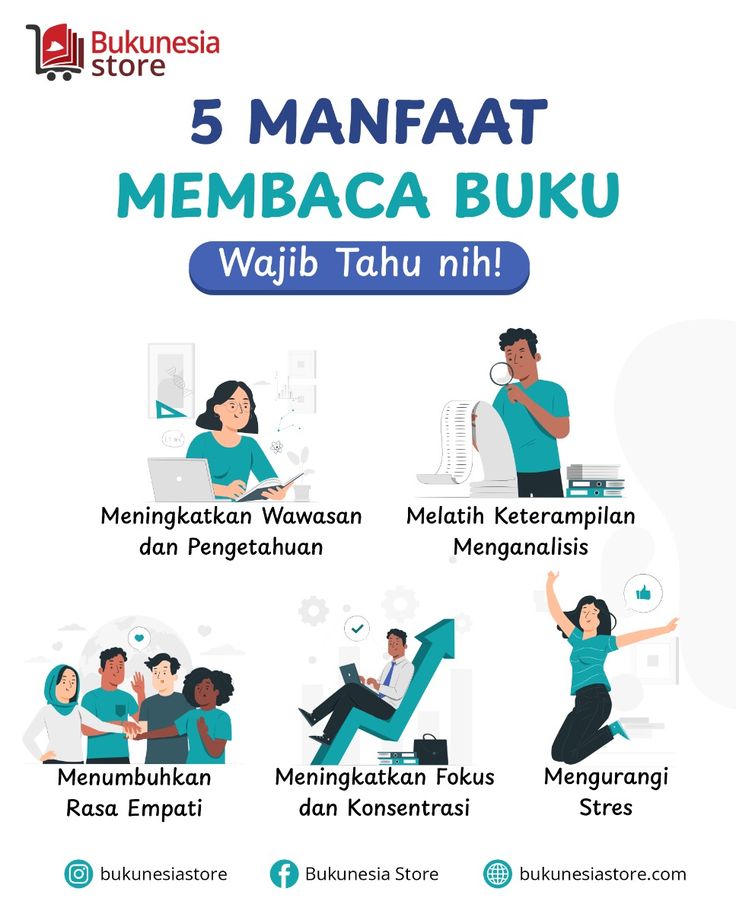 Bukunesia
store
5 MANFAAT
MEMBACA BUKU
Wajib Tahu nih!
Meningkatkan Wawasan
dan Pengetahuan
Melatih Keterampilan
Menganalisis
Menumbuhkan
Rasa Empati
Meningkatkan Fokus
dan Konsentrasi
Mengurangi
Stres
bukunesiastore
Bukunesia Store
bukunesiastore.com